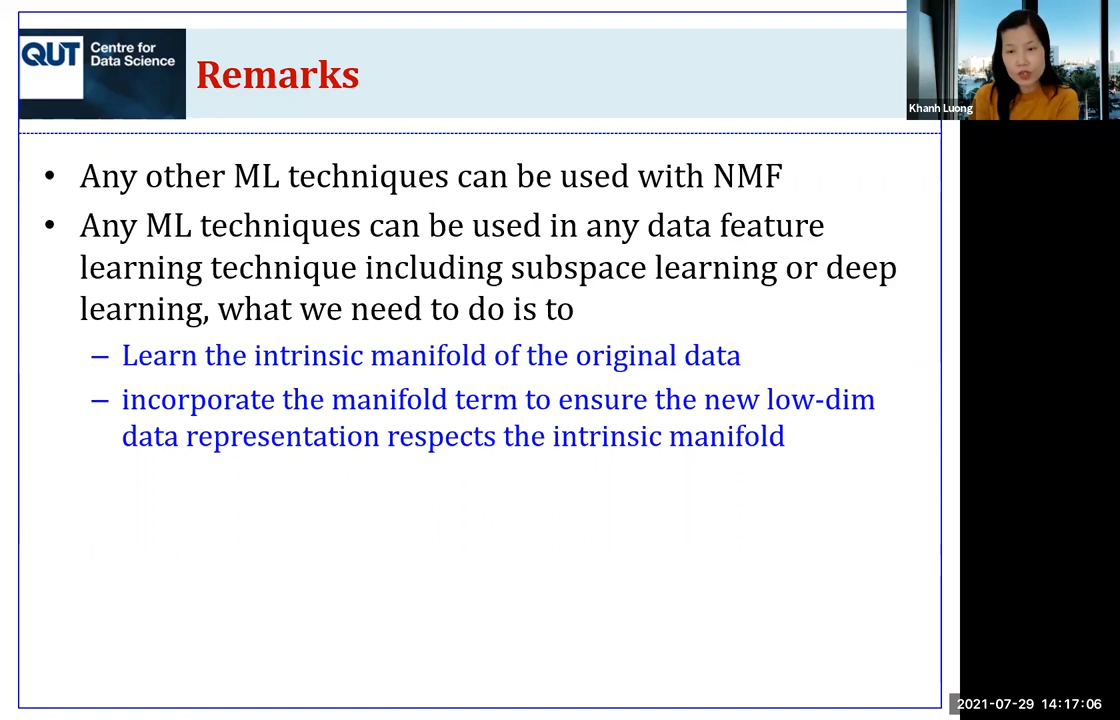 QUT
Centre for
Data Science
Remarks
Khanh Luong
• Any other ML techniques can be used with NMF
• Any ML techniques can be used in any data feature
learning technique including subspace learning or deep
learning, what we need to do is to
– Learn the intrinsic manifold of the original data
– incorporate the manifold term to ensure the new low-dim
data representation respects the intrinsic manifold
2021-07-29 14:17:06